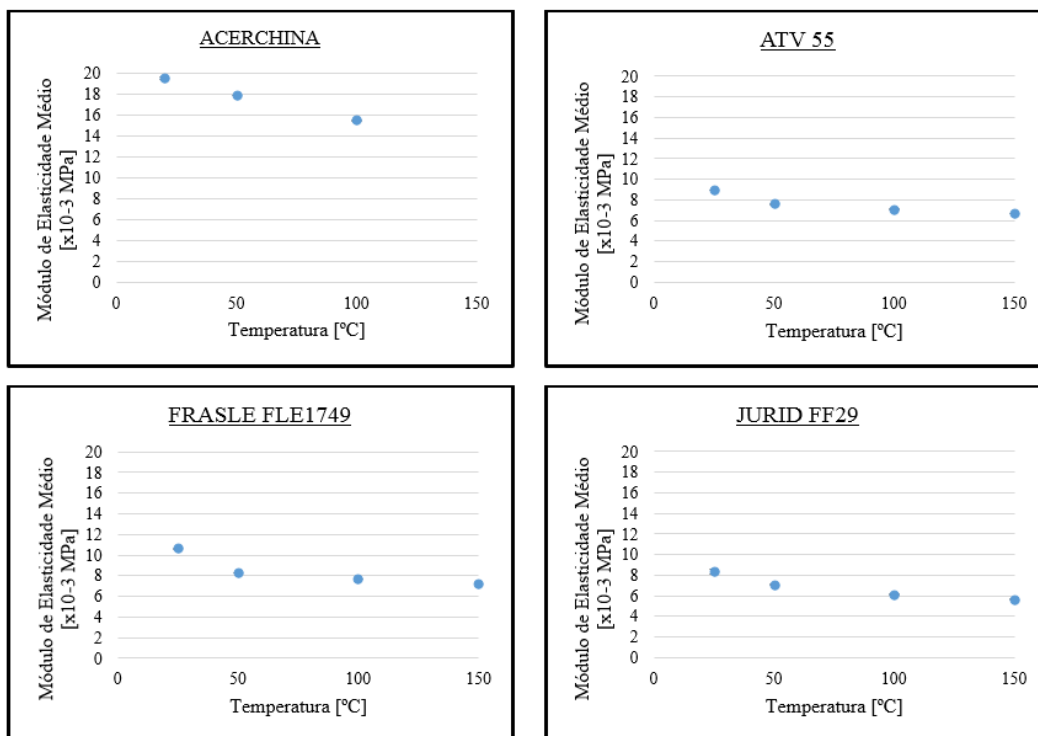 ACERCHINA
Módulo de Elasticidade Médio
[x10-3 MPa]
20
18
16
14
12
10
8
6
4
2
0
0 50 100 150
Temperatura [ºC]
ATV 55
Módulo de Elasticidade Médio
[x10-3 MPa]
20
18
16
14
12
10
8
6
4
2
0
0 50 100 150
Temperatura [ºC]
FRASLE FLE1749
Módulo de Elasticidade Médio
[x10-3 MPa]
20
18
16
14
12
10
8
6
4
2
0
0 50 100 150
Temperatura [ºC]
JURID FF29
Módulo de Elasticidade Médio
[x10-3 MPa]
20
18
16
14
12
10
8
6
4
2
0
0 50 100 150
Temperatura [ºC]